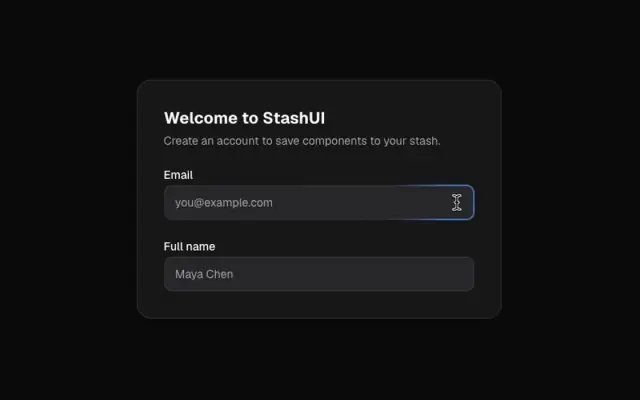 Welcome to StashUI
Create an account to save components to your stash.
Email
you@example.com
Full name
Maya Chen